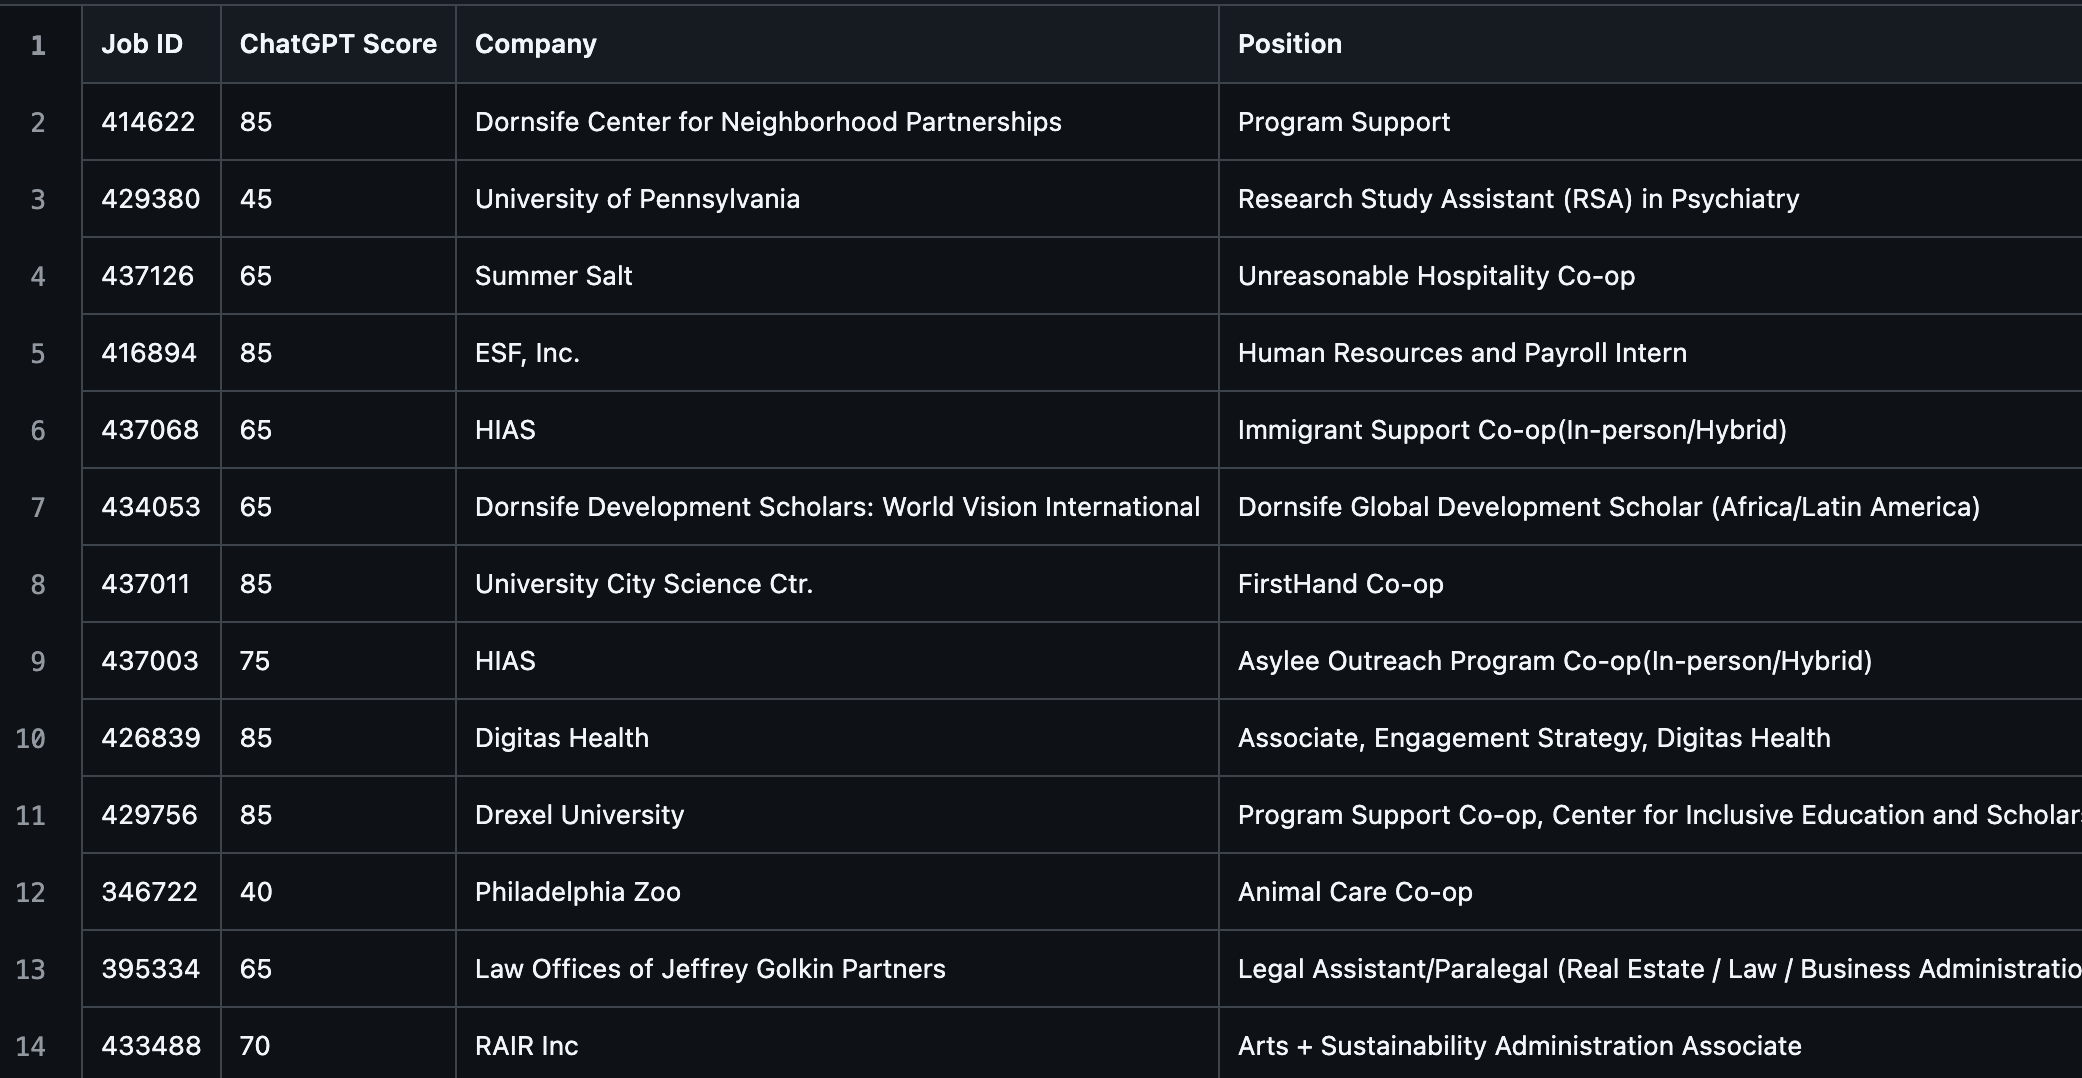 1 Job ID ChatGPT Score Company Position
2 414622 85 Dornsife Center for Neighborhood Partnerships Program Support
3 429380 45 University of Pennsylvania Research Study Assistant (RSA) in Psychiatry
4 437126 65 Summer Salt Unreasonable Hospitality Co-op
5 416894 85 ESF, Inc. Human Resources and Payroll Intern
6 437068 65 HIAS Immigrant Support Co-op(In-person/Hybrid)
7 434053 65 Dornsife Development Scholars: World Vision International Dornsife Global Development Scholar (Africa/Latin America)
8 437011 85 University City Science Ctr. FirstHand Co-op
9 437003 75 HIAS Asylee Outreach Program Co-op(In-person/Hybrid)
10 426839 85 Digitas Health Associate, Engagement Strategy, Digitas Health
11 429756 85 Drexel University Program Support Co-op, Center for Inclusive Education and Scholar
12 346722 40 Philadelphia Zoo Animal Care Co-op
13 395334 65 Law Offices of Jeffrey Golkin Partners Legal Assistant/Paralegal (Real Estate / Law / Business Administratio
14 433488 70 RAIR Inc Arts + Sustainability Administration Associate